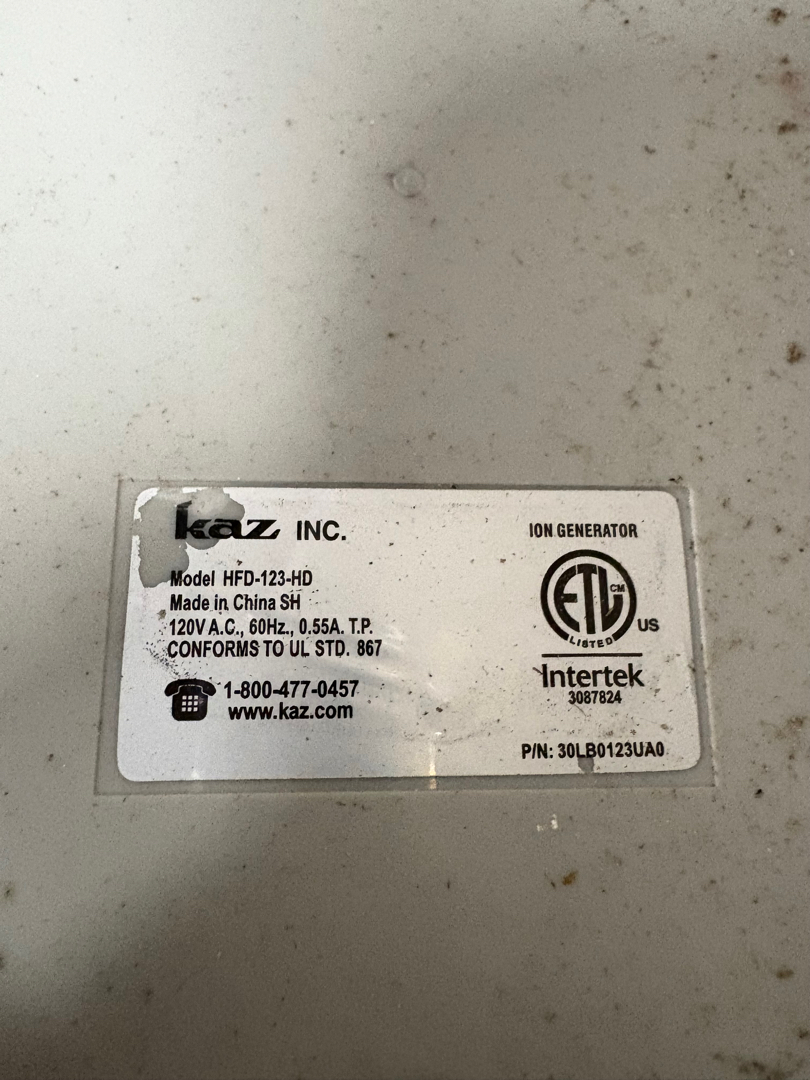 kaz INC.
Model HFD-123-HD
Made in China SH
120V A.C., 60Hz., 0.55A. T.P.
CONFORMS TO UL STD. 867
1-800-477-0457
www.kaz.com
ION GENERATOR
ETL CM
LISTED
US
Intertek
3087824
P/N: 30LB0123UA0